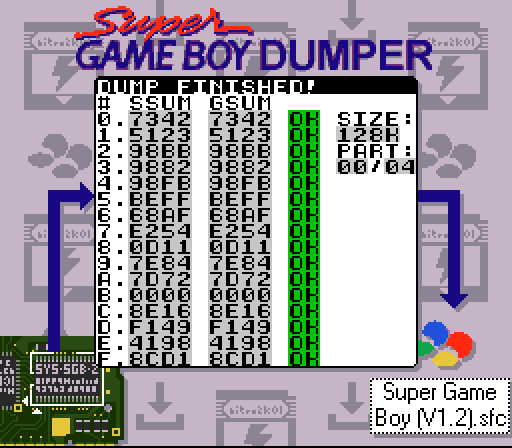 Super
GAME BOY DUMPER
DUMP FINISHED!
# SSUM GSUM
0. 7342 7342 OK SIZE:
1. 5123 5123 OK 128K
2. 9BBB 9BBB OK PART:
3. 9882 9882 OK 00/04
4. 98FB 98FB OK
5. BEFF BEFF OK
6. 68AF 68AF OK
7. E254 E254 OK
8. 0D11 0D11 OK
9. 7E84 7E84 OK
A. 7D72 7D72 OK
B. 0000 0000 OK
C. 8E16 8E16 OK
D. F149 F149 OK
E. 4198 4198 OK
F. 8CD1 8CD1 OK
SYS-SGB-2
Super Game
Boy (V1.2).sfc